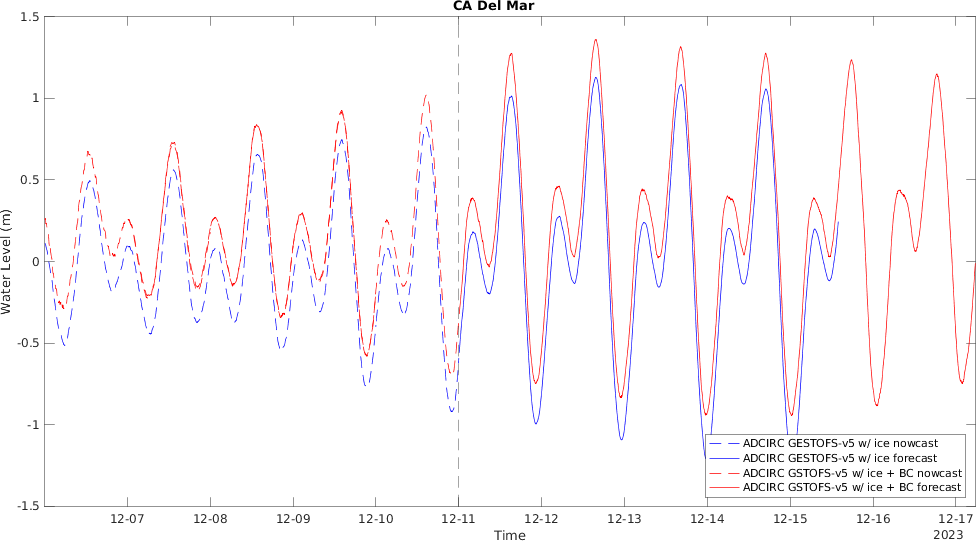 CA Del Mar
1.5
1
0.5
0
-0.5
-1
-1.5
Water Level (m)
ADCIRC GESTOFS-v5 w/ ice nowcast
ADCIRC GESTOFS-v5 w/ ice forecast
ADCIRC GSTOFS-v5 w/ ice + BC nowcast
ADCIRC GSTOFS-v5 w/ ice + BC forecast
12-07 12-08 12-09 12-10 12-11 12-12 12-13 12-14 12-15 12-16 12-17
Time
2023